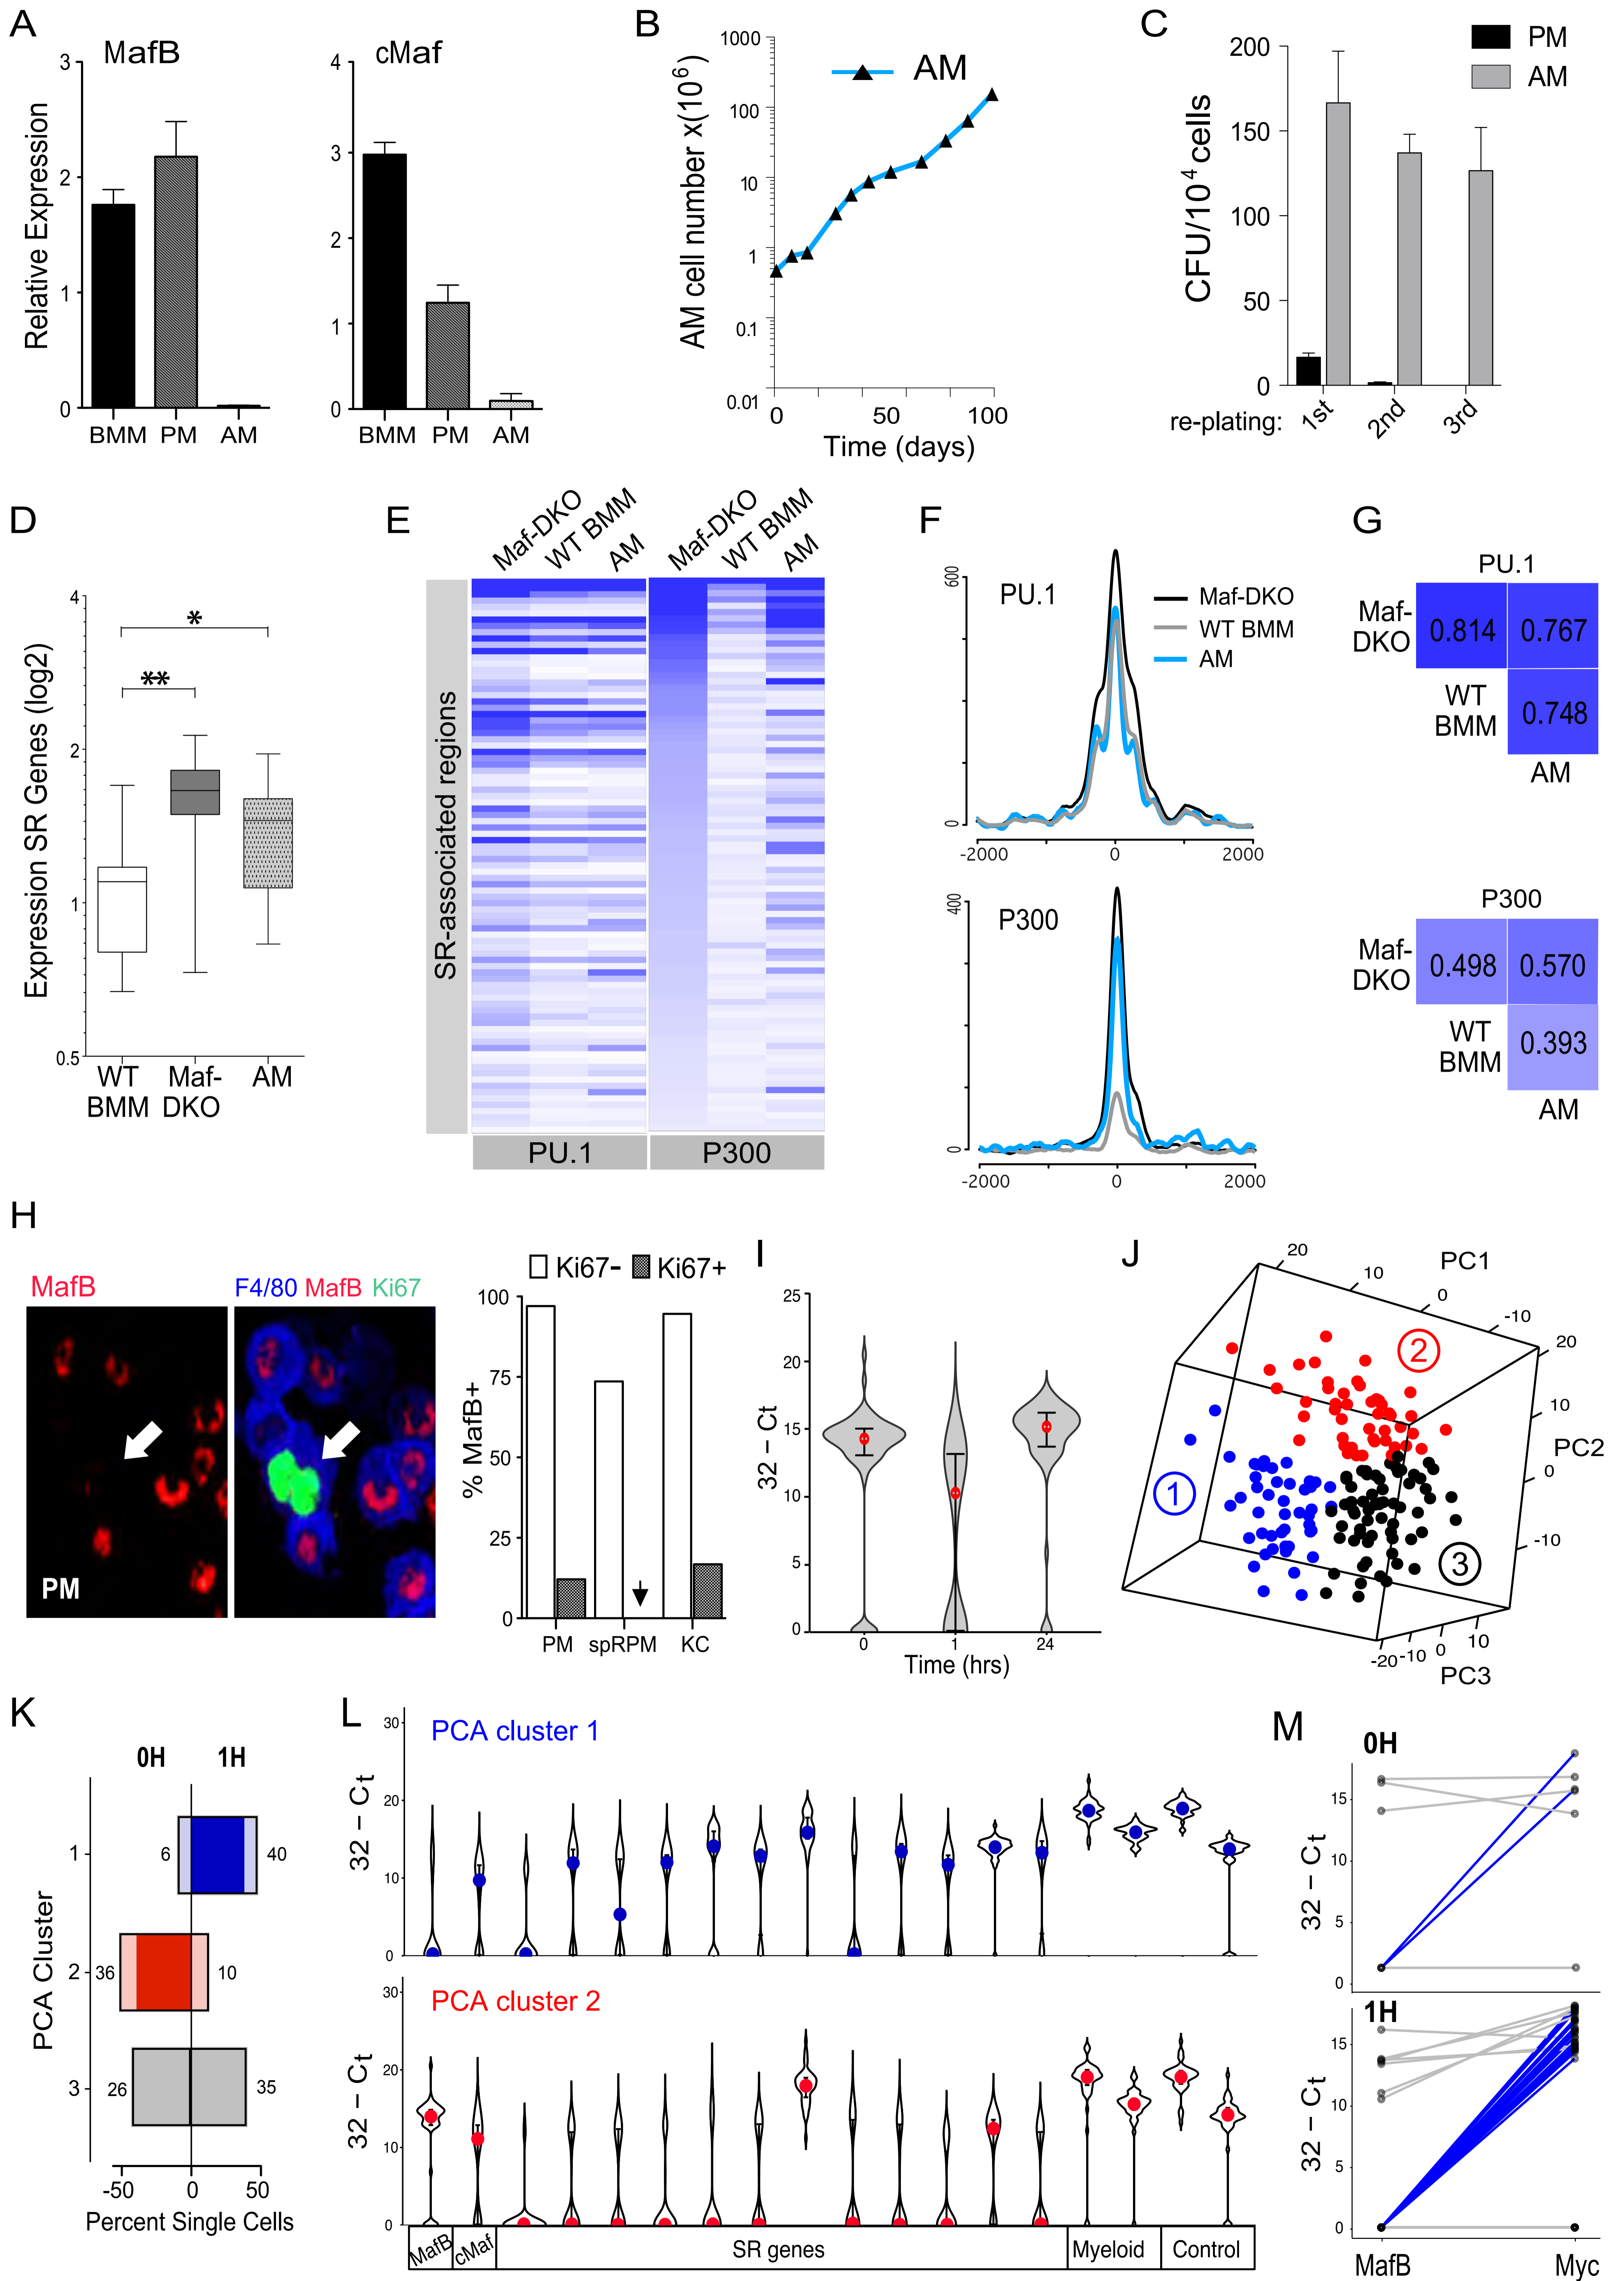 A
MafB
cMaf
Relative Expression
3
2
1
0
BMM PM AM
4
3
2
1
0
BMM PM AM
B
AM cell number x(10^6)
1000
100
10
1
0.1
0.01
AM
0 50 100
Time (days)
C
PM
AM
CFU/10^4 cells
200
150
100
50
0
re-plating: 1st 2nd 3rd
D
Expression SR Genes (log2)
4
2
1
0.5
*
**
WT BMM
Maf-DKO
AM
E
Maf-DKO WT BMM AM
Maf-DKO WT BMM AM
SR-associated regions
PU.1
P300
F
PU.1
Maf-DKO
WT BMM
AM
600
0
-2000 0 2000
P300
400
0
-2000 0 2000
G
PU.1
Maf-DKO
0.814 0.767
WT BMM
0.748
AM
P300
Maf-DKO
0.498 0.570
WT BMM
0.393
AM
H
MafB
F4/80 MafB Ki67
PM
Ki67− Ki67+
% MafB+
100
75
50
25
0
PM spRPM KC
I
32 − Ct
25
20
15
10
5
0
0 1 24
Time (hrs)
J
20 10 0 -10
PC1
20
10
0
-10
PC2
-20 -10 0 10
PC3
1
2
3
K
0H 1H
PCA Cluster
1
2
3
6 40
36 10
26 35
-50 0 50
Percent Single Cells
L
PCA cluster 1
32 − Ct
30
20
10
0
PCA cluster 2
32 − Ct
30
20
10
0
MafB cMaf SR genes Myeloid Control
M
0H
32 − Ct
15
10
5
0
1H
32 − Ct
15
10
5
0
MafB Myc